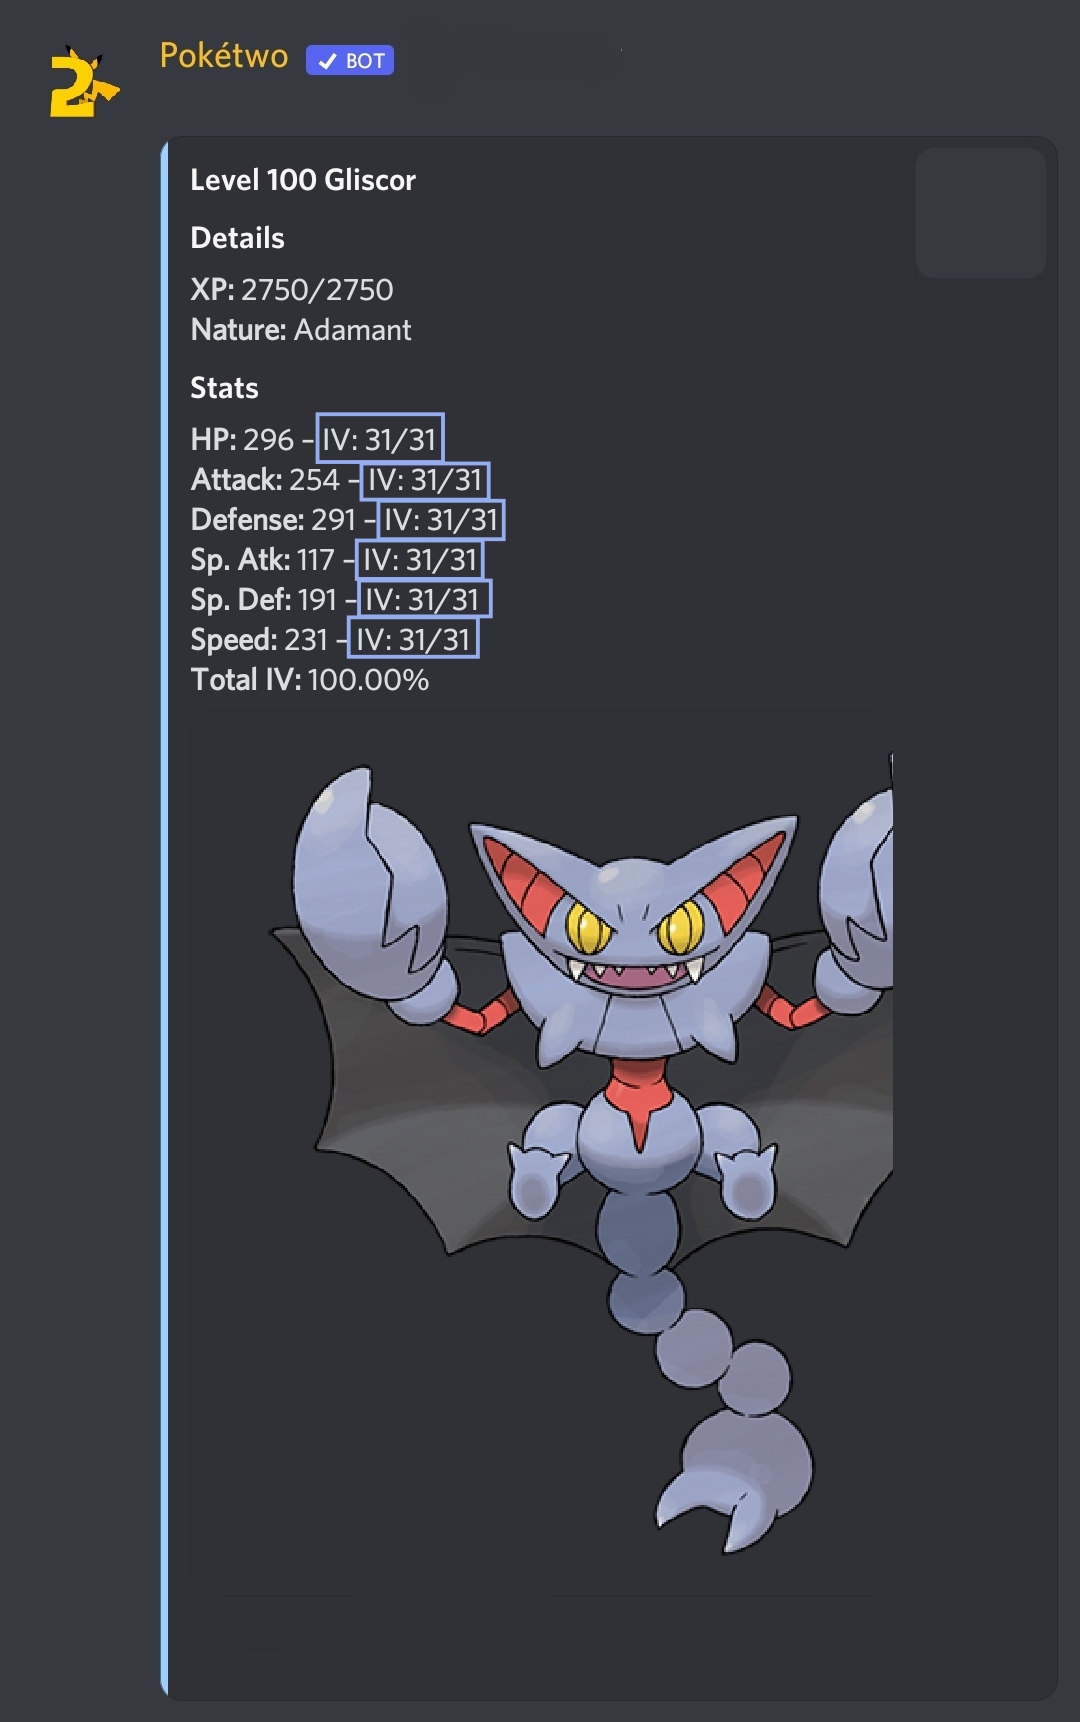 Pokétwo ✓ BOT
Level 100 Gliscor
Details
XP: 2750/2750
Nature: Adamant
Stats
HP: 296 – IV: 31/31
Attack: 254 – IV: 31/31
Defense: 291 – IV: 31/31
Sp. Atk: 117 – IV: 31/31
Sp. Def: 191 – IV: 31/31
Speed: 231 – IV: 31/31
Total IV: 100.00%